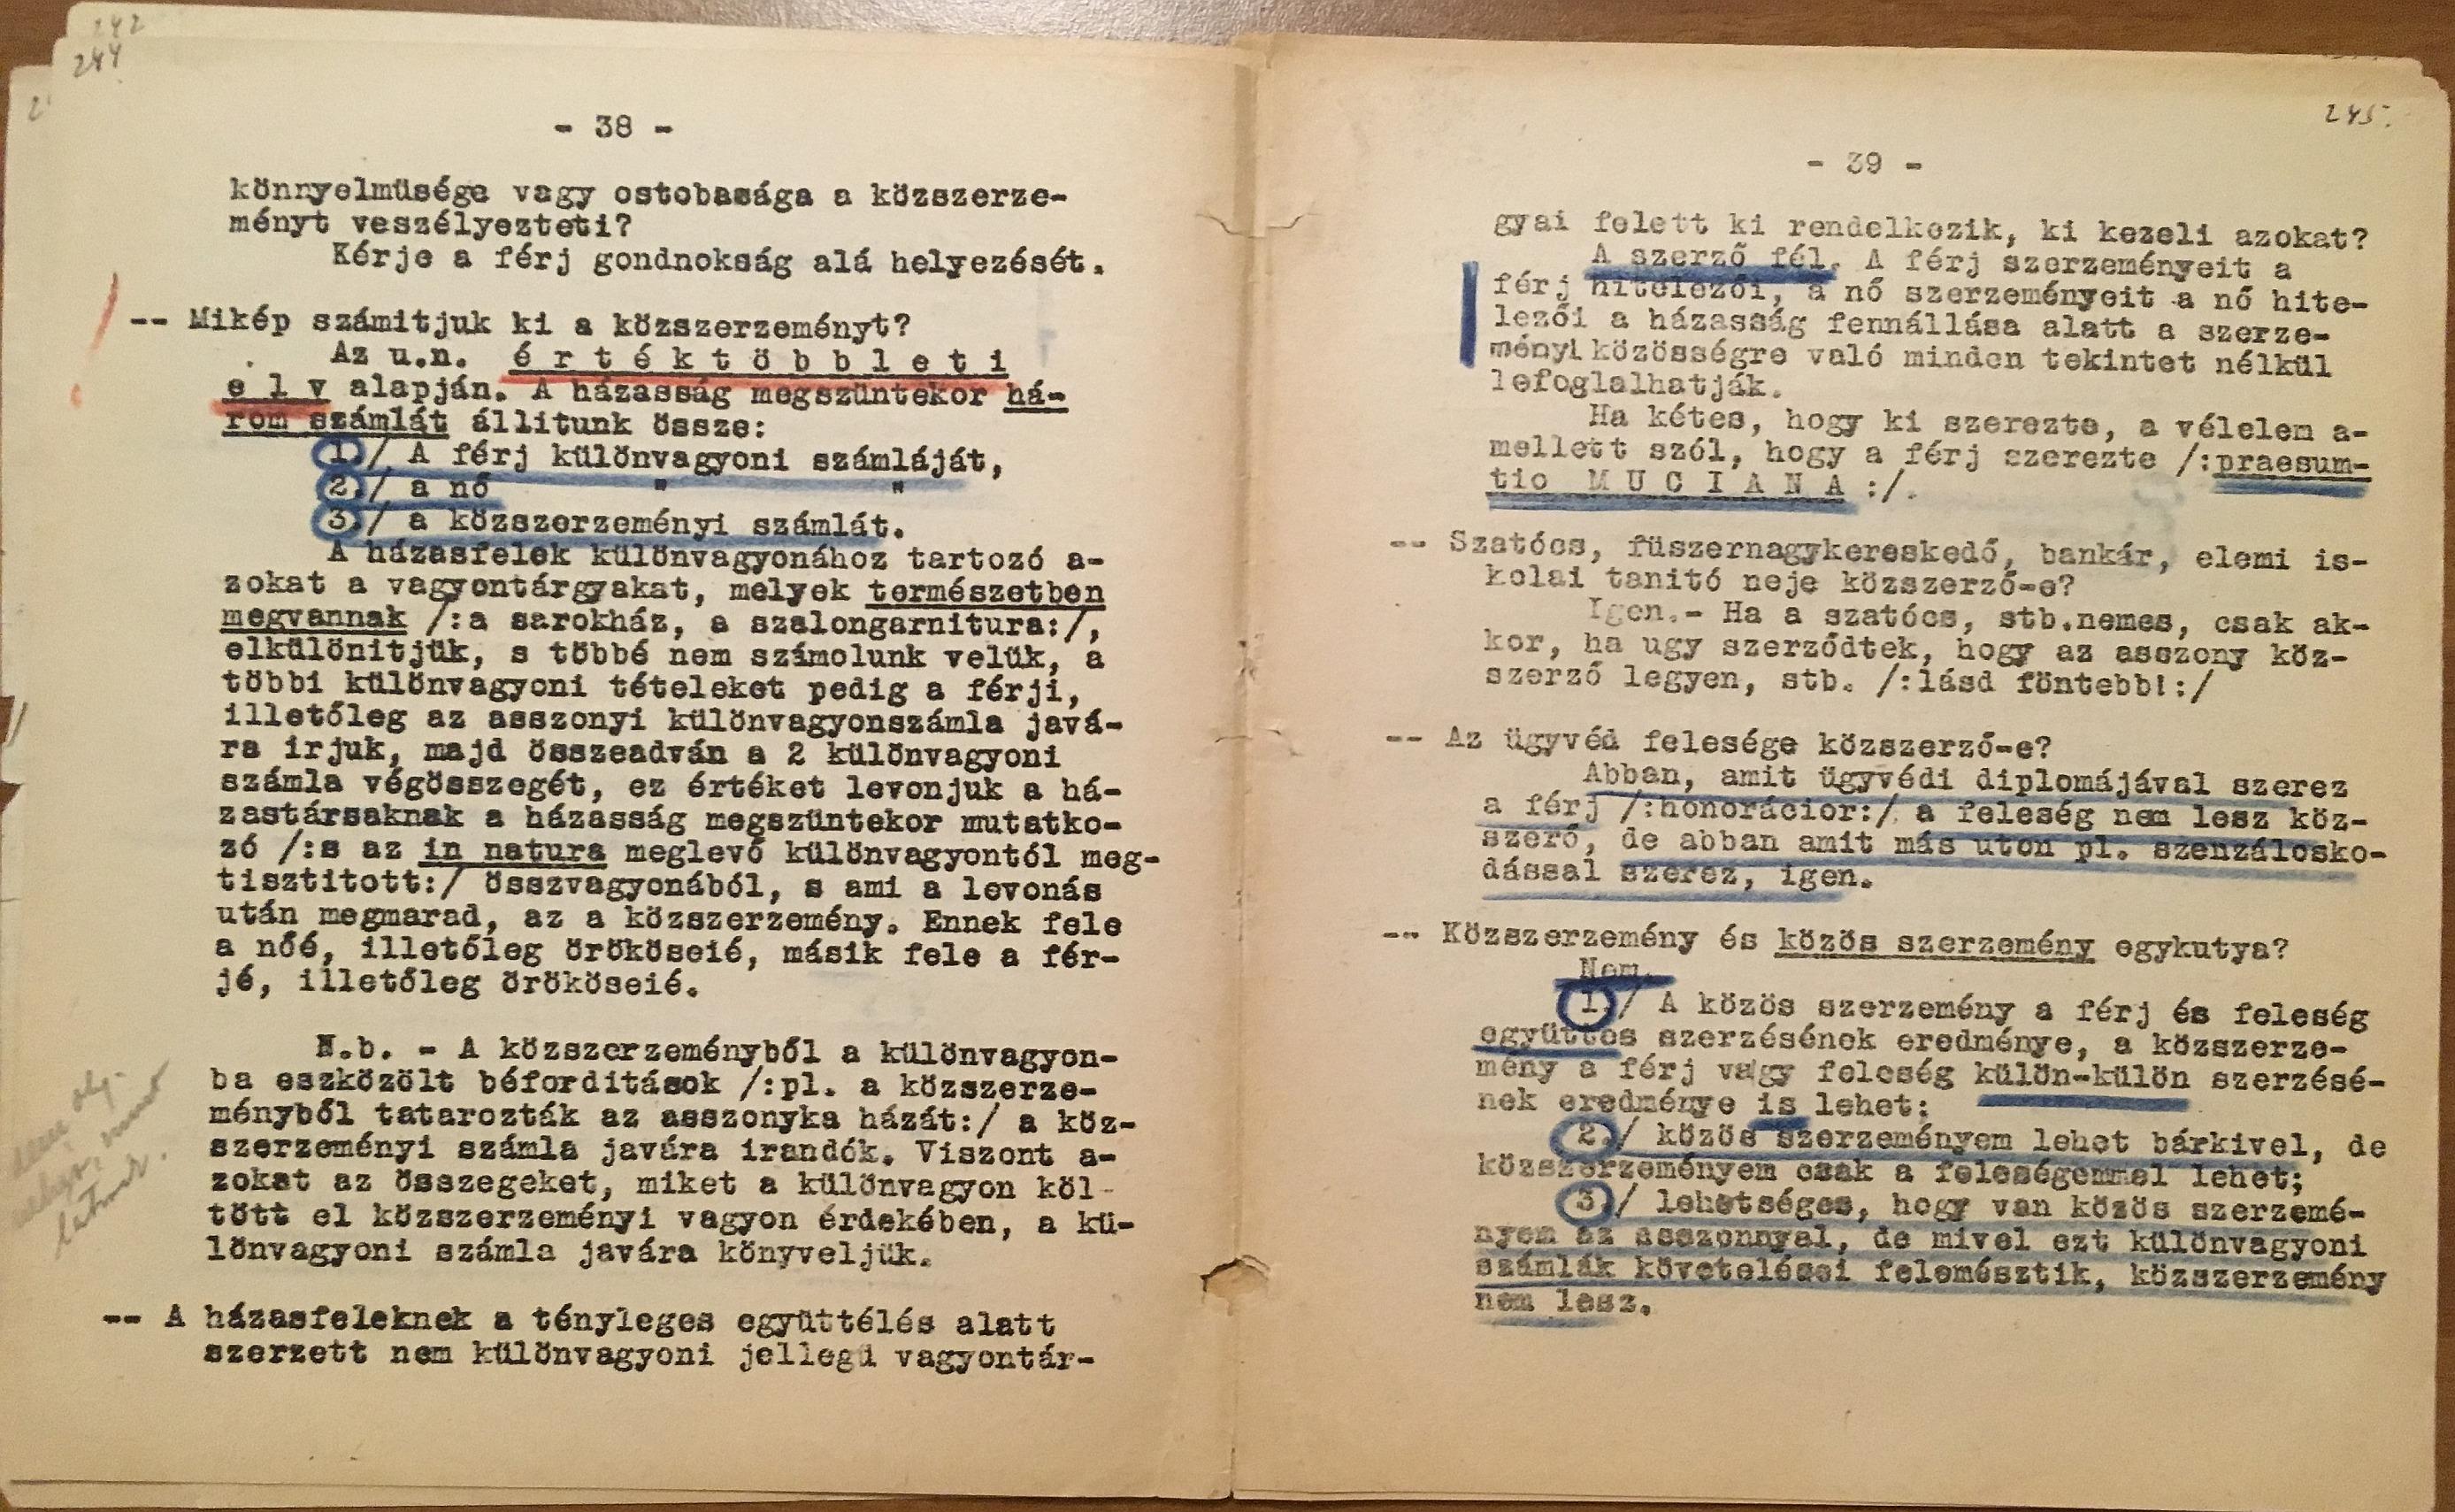 242
244
- 38 -
könnyelmüsége vagy ostobasága a közszerze-
ményt veszélyezteti?
Kérje a férj gondnokság alá helyezését.
-- Mikép számitjuk ki a közszerzeményt?
Az u.n. é r t é k t ö b b l e t i
e l v alapján. A házasság megszüntekor há-
rom számlát állitunk össze:
1./ A férj különvagyoni számláját,
2./ a nő " "
3./ a közszerzeményi számlát.
A házasfelek különvagyonához tartozó a-
zokat a vagyontárgyakat, melyek természetben
megvannak /:a sarokház, a szalongarnitura:/,
elkülönitjük, s többé nem számolunk velük, a
többi különvagyoni tételeket pedig a férji,
illetőleg az asszonyi különvagyonszámla javá-
ra irjuk, majd összeadván a 2 különvagyoni
számla végösszegét, ez értéket levonjuk a há-
zastársaknak a házasság megszüntekor mutatko-
zó /:s az in natura meglevő különvagyontól meg-
tisztitott:/ összvagyonából, s ami a levonás
után megmarad, az a közszerzemény. Ennek fele
a nőé, illetőleg örököseié, másik fele a fér-
jé, illetőleg örököseié.
N.b. - A közszerzeményből a különvagyon-
ba eszközölt béforditások /:pl. a közszerze-
ményből tatarozták az asszonyka házát:/ a köz-
szerzeményi számla javára irandók. Viszont a-
zokat az összegeket, miket a különvagyon köl-
tött el közszerzeményi vagyon érdekében, a kü-
lönvagyoni számla javára könyveljük.
-- A házasfeleknek a tényleges együttélés alatt
szerzett nem különvagyoni jellegü vagyontár-
245.
- 39 -
gyai felett ki rendelkezik, ki kezeli azokat?
A szerző fél. A férj szerzeményeit a
férj hitelezői, a nő szerzeményeit a nő hite-
lezői a házasság fennállása alatt a szerze-
ményi közösségre való minden tekintet nélkül
lefoglalhatják.
Ha kétes, hogy ki szerezte, a vélelem a-
mellett szól, hogy a férj szerezte /:praesum-
tio M U C I A N A :/.
-- Szatócs, füszernagykereskedő, bankár, elemi is-
kolai tanitó neje közszerző-e?
Igen.- Ha a szatócs, stb.nemes, csak ak-
kor, ha ugy szerződtek, hogy az asszony köz-
szerző legyen, stb. /:lásd föntebb!:/
-- Az ügyvéd felesége közszerző-e?
Abban, amit ügyvédi diplomájával szerez
a férj /:honorácior:/ a feleség nem lesz köz-
szerő, de abban amit más uton pl. szenzálosko-
dással szerez, igen.
-- Közszerzemény és közös szerzemény egykutya?
Nem.
1./ A közös szerzemény a férj és feleség
együttes szerzésének eredménye, a közszerze-
mény a férj vagy feleség külön-külön szerzésé-
nek eredménye is lehet:
2./ közös szerzeményem lehet bárkivel, de
közszerzeményem csak a feleségemmel lehet;
3./ lehetséges, hogy van közös szerzemé-
nyem az asszonnyal, de mivel ezt különvagyoni
számlák követelései felemésztik, közszerzemény
nem lesz.